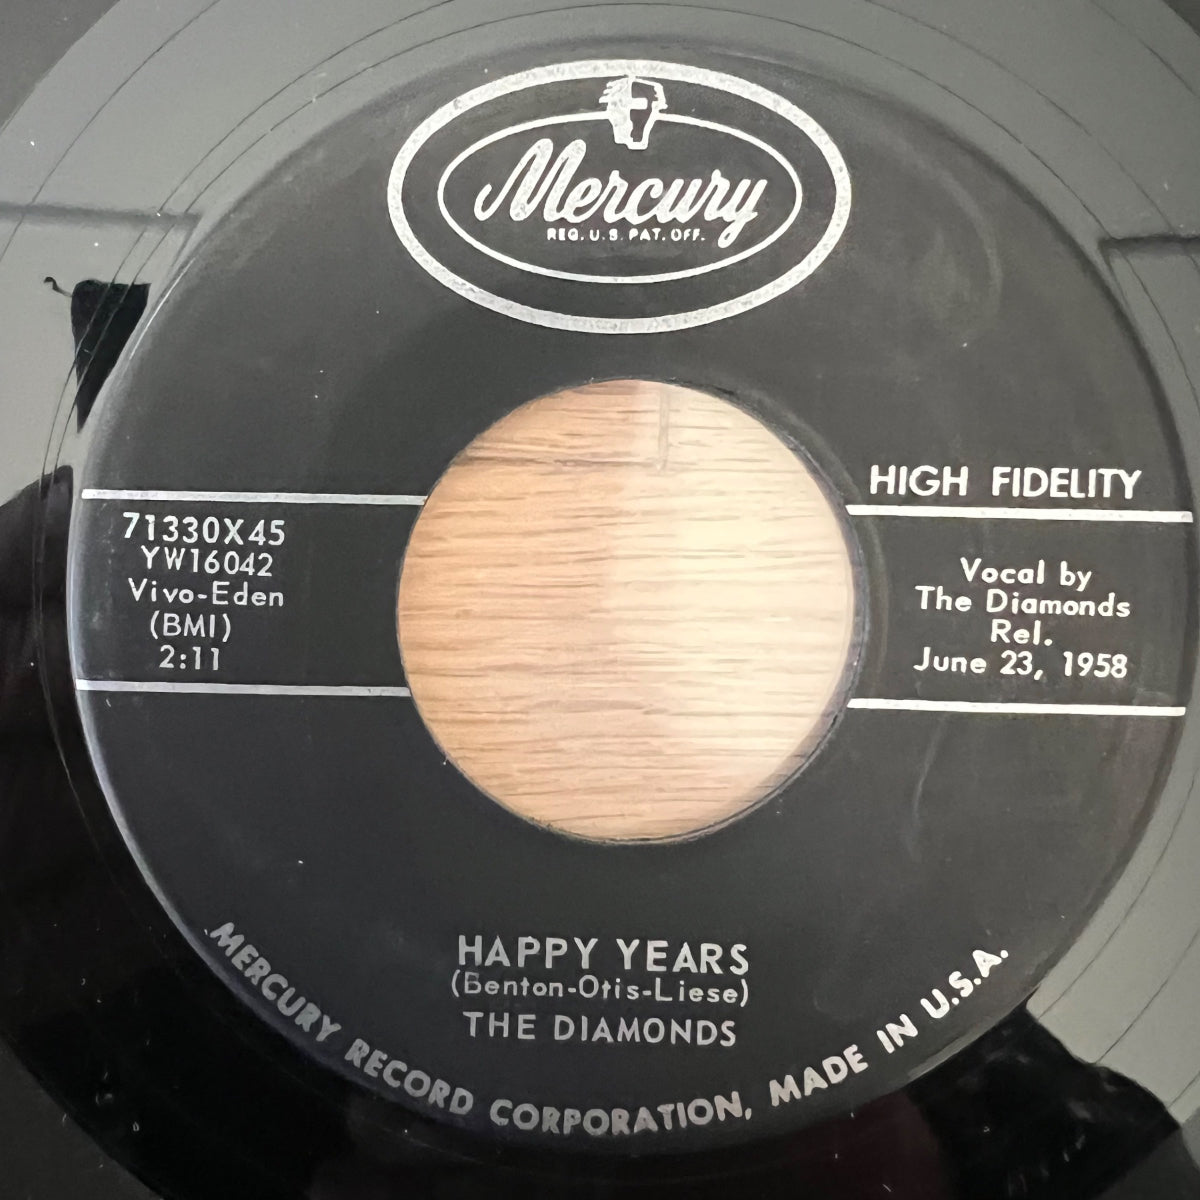 Mercury
REG. U.S. PAT. OFF.
HIGH FIDELITY
71330X45
YW16042
Vivo-Eden
(BMI)
2:11
Vocal by
The Diamonds
Rel.
June 23, 1958
HAPPY YEARS
(Benton-Otis-Liese)
THE DIAMONDS
MERCURY RECORD CORPORATION, MADE IN U.S.A.